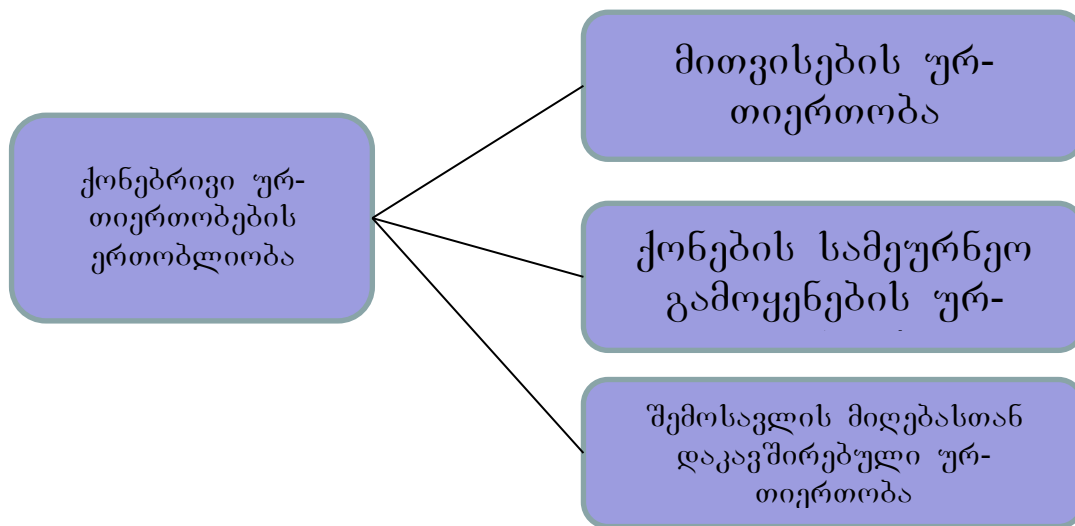 ქონებრივი ურ-
თიერთობების
ერთობლიობა
მითვისების ურ-
თიერთობა
ქონების სამეურნეო
გამოყენების ურ-
შემოსავლის მიღებასთან
დაკავშირებული ურ-
თიერთობა